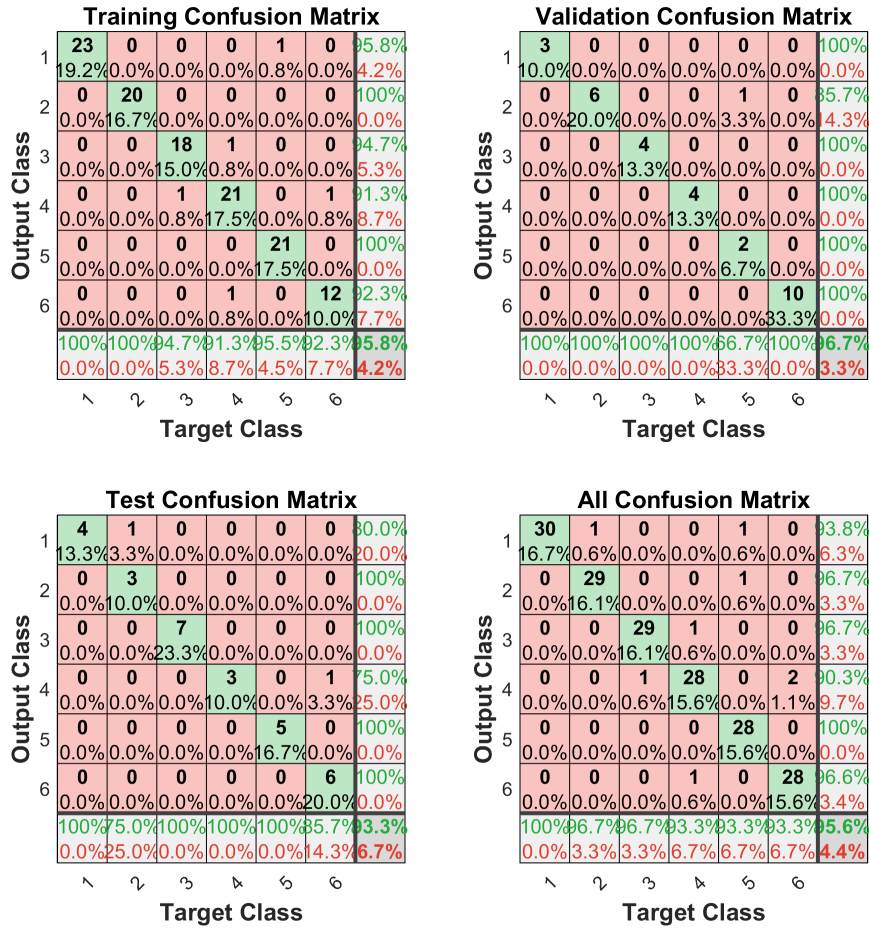 Training Confusion Matrix
1 23 0 0 0 1 0 95.8%
19.2% 0.0% 0.0% 0.0% 0.8% 0.0% 4.2%
2 0 20 0 0 0 0 100%
0.0% 16.7% 0.0% 0.0% 0.0% 0.0% 0.0%
3 0 0 18 1 0 0 94.7%
0.0% 0.0% 15.0% 0.8% 0.0% 0.0% 5.3%
4 0 0 1 21 0 1 91.3%
0.0% 0.0% 0.8% 17.5% 0.0% 0.8% 8.7%
5 0 0 0 0 21 0 100%
0.0% 0.0% 0.0% 0.0% 17.5% 0.0% 0.0%
6 0 0 0 1 0 12 92.3%
0.0% 0.0% 0.0% 0.8% 0.0% 10.0% 7.7%
100% 100% 94.7% 91.3% 95.5% 92.3% 95.8%
0.0% 0.0% 5.3% 8.7% 4.5% 7.7% 4.2%
1 2 3 4 5 6
Output Class
Target Class
Validation Confusion Matrix
1 3 0 0 0 0 0 100%
10.0% 0.0% 0.0% 0.0% 0.0% 0.0% 0.0%
2 0 6 0 0 1 0 85.7%
0.0% 20.0% 0.0% 0.0% 3.3% 0.0% 14.3%
3 0 0 4 0 0 0 100%
0.0% 0.0% 13.3% 0.0% 0.0% 0.0% 0.0%
4 0 0 0 4 0 0 100%
0.0% 0.0% 0.0% 13.3% 0.0% 0.0% 0.0%
5 0 0 0 0 2 0 100%
0.0% 0.0% 0.0% 0.0% 6.7% 0.0% 0.0%
6 0 0 0 0 0 10 100%
0.0% 0.0% 0.0% 0.0% 0.0% 33.3% 0.0%
100% 100% 100% 100% 66.7% 100% 96.7%
0.0% 0.0% 0.0% 0.0% 33.3% 0.0% 3.3%
1 2 3 4 5 6
Output Class
Target Class
Test Confusion Matrix
1 4 1 0 0 0 0 80.0%
13.3% 3.3% 0.0% 0.0% 0.0% 0.0% 20.0%
2 0 3 0 0 0 0 100%
0.0% 10.0% 0.0% 0.0% 0.0% 0.0% 0.0%
3 0 0 7 0 0 0 100%
0.0% 0.0% 23.3% 0.0% 0.0% 0.0% 0.0%
4 0 0 0 3 0 1 75.0%
0.0% 0.0% 0.0% 10.0% 0.0% 3.3% 25.0%
5 0 0 0 0 5 0 100%
0.0% 0.0% 0.0% 0.0% 16.7% 0.0% 0.0%
6 0 0 0 0 0 6 100%
0.0% 0.0% 0.0% 0.0% 0.0% 20.0% 0.0%
100% 75.0% 100% 100% 100% 85.7% 93.3%
0.0% 25.0% 0.0% 0.0% 0.0% 14.3% 6.7%
1 2 3 4 5 6
Output Class
Target Class
All Confusion Matrix
1 30 1 0 0 1 0 93.8%
16.7% 0.6% 0.0% 0.0% 0.6% 0.0% 6.3%
2 0 29 0 0 1 0 96.7%
0.0% 16.1% 0.0% 0.0% 0.6% 0.0% 3.3%
3 0 0 29 1 0 0 96.7%
0.0% 0.0% 16.1% 0.6% 0.0% 0.0% 3.3%
4 0 0 1 28 0 2 90.3%
0.0% 0.0% 0.6% 15.6% 0.0% 1.1% 9.7%
5 0 0 0 0 28 0 100%
0.0% 0.0% 0.0% 0.0% 15.6% 0.0% 0.0%
6 0 0 0 1 0 28 96.6%
0.0% 0.0% 0.0% 0.6% 0.0% 15.6% 3.4%
100% 96.7% 96.7% 93.3% 93.3% 93.3% 95.6%
0.0% 3.3% 3.3% 6.7% 6.7% 6.7% 4.4%
1 2 3 4 5 6
Output Class
Target Class